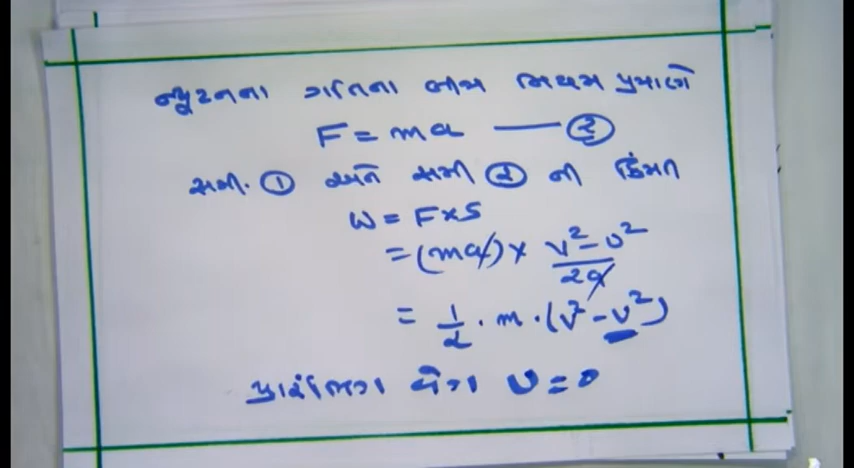 ન્યૂટનના ગતિના બીજા નિયમ પ્રમાણે
F = ma — ②
સમી. ① અને સમી ② ની કિંમત
W = F×S
= (ma) × v²-u²/2a
= 1/2 · m · (v² - u²)
પ્રારંભિક વેગ u = 0